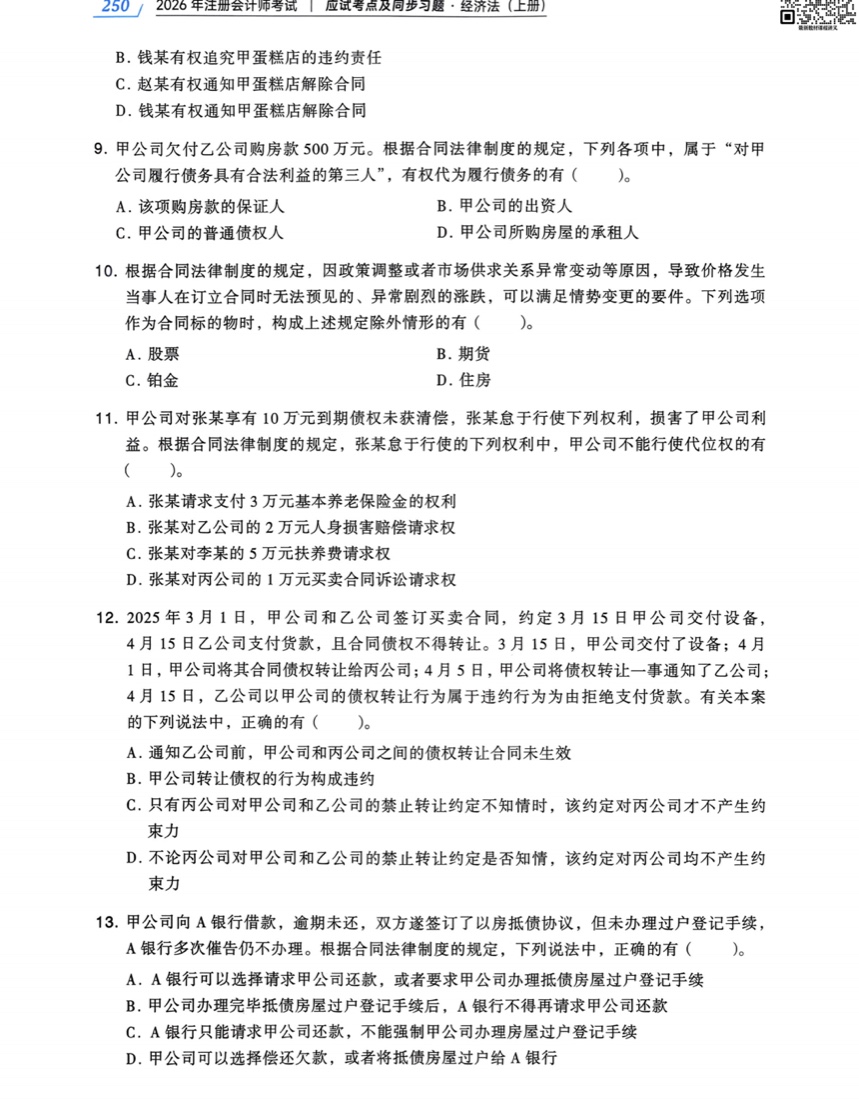 250 2026 年注册会计师考试 | 应试考点及同步习题 · 经济法（上册）
B. 钱某有权追究甲蛋糕店的违约责任
C. 赵某有权通知甲蛋糕店解除合同
D. 钱某有权通知甲蛋糕店解除合同
9. 甲公司欠付乙公司购房款 500 万元。根据合同法律制度的规定，下列各项中，属于“对甲
公司履行债务具有合法利益的第三人”，有权代为履行债务的有（　　）。
A. 该项购房款的保证人　　B. 甲公司的出资人
C. 甲公司的普通债权人　　D. 甲公司所购房屋的承租人
10. 根据合同法律制度的规定，因政策调整或者市场供求关系异常变动等原因，导致价格发生
当事人在订立合同时无法预见的、异常剧烈的涨跌，可以满足情势变更的要件。下列选项
作为合同标的物时，构成上述规定除外情形的有（　　）。
A. 股票　　B. 期货
C. 铂金　　D. 住房
11. 甲公司对张某享有 10 万元到期债权未获清偿，张某怠于行使下列权利，损害了甲公司利
益。根据合同法律制度的规定，张某怠于行使的下列权利中，甲公司不能行使代位权的有
（　　）。
A. 张某请求支付 3 万元基本养老保险金的权利
B. 张某对乙公司的 2 万元人身损害赔偿请求权
C. 张某对李某的 5 万元扶养费请求权
D. 张某对丙公司的 1 万元买卖合同诉讼请求权
12. 2025 年 3 月 1 日，甲公司和乙公司签订买卖合同，约定 3 月 15 日甲公司交付设备，
4 月 15 日乙公司支付货款，且合同债权不得转让。3 月 15 日，甲公司交付了设备；4 月
1 日，甲公司将其合同债权转让给丙公司；4 月 5 日，甲公司将债权转让一事通知了乙公司；
4 月 15 日，乙公司以甲公司的债权转让行为属于违约行为为由拒绝支付货款。有关本案
的下列说法中，正确的有（　　）。
A. 通知乙公司前，甲公司和丙公司之间的债权转让合同未生效
B. 甲公司转让债权的行为构成违约
C. 只有丙公司对甲公司和乙公司的禁止转让约定不知情时，该约定对丙公司才不产生约
束力
D. 不论丙公司对甲公司和乙公司的禁止转让约定是否知情，该约定对丙公司均不产生约
束力
13. 甲公司向 A 银行借款，逾期未还，双方遂签订了以房抵债协议，但未办理过户登记手续，
A 银行多次催告仍不办理。根据合同法律制度的规定，下列说法中，正确的有（　　）。
A. A 银行可以选择请求甲公司还款，或者要求甲公司办理抵债房屋过户登记手续
B. 甲公司办理完毕抵债房屋过户登记手续后，A 银行不得再请求甲公司还款
C. A 银行只能请求甲公司还款，不能强制甲公司办理房屋过户登记手续
D. 甲公司可以选择偿还欠款，或者将抵债房屋过户给 A 银行